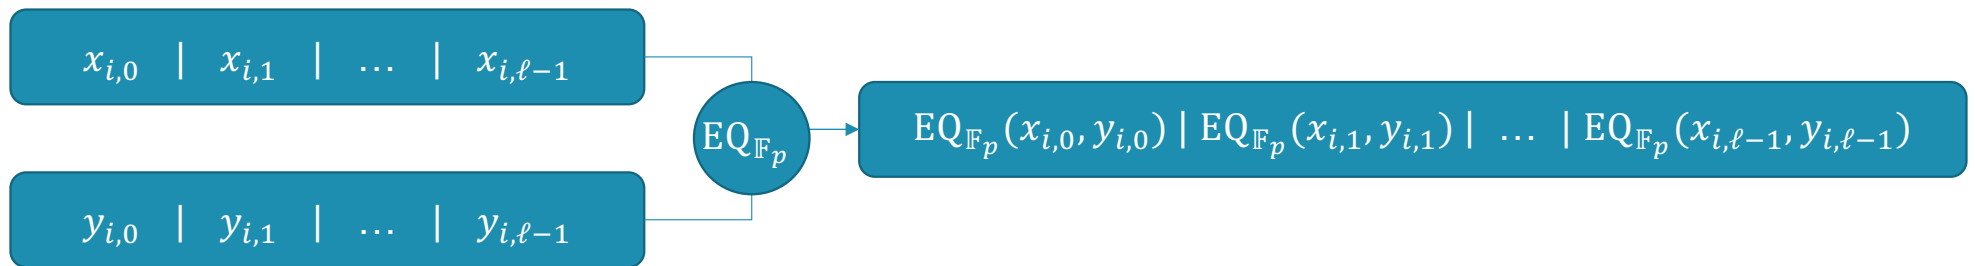 x_{i,0} | x_{i,1} | … | x_{i,ℓ−1}
EQ_{𝔽_p}
EQ_{𝔽_p}(x_{i,0}, y_{i,0}) | EQ_{𝔽_p}(x_{i,1}, y_{i,1}) | … | EQ_{𝔽_p}(x_{i,ℓ−1}, y_{i,ℓ−1})
y_{i,0} | y_{i,1} | … | y_{i,ℓ−1}